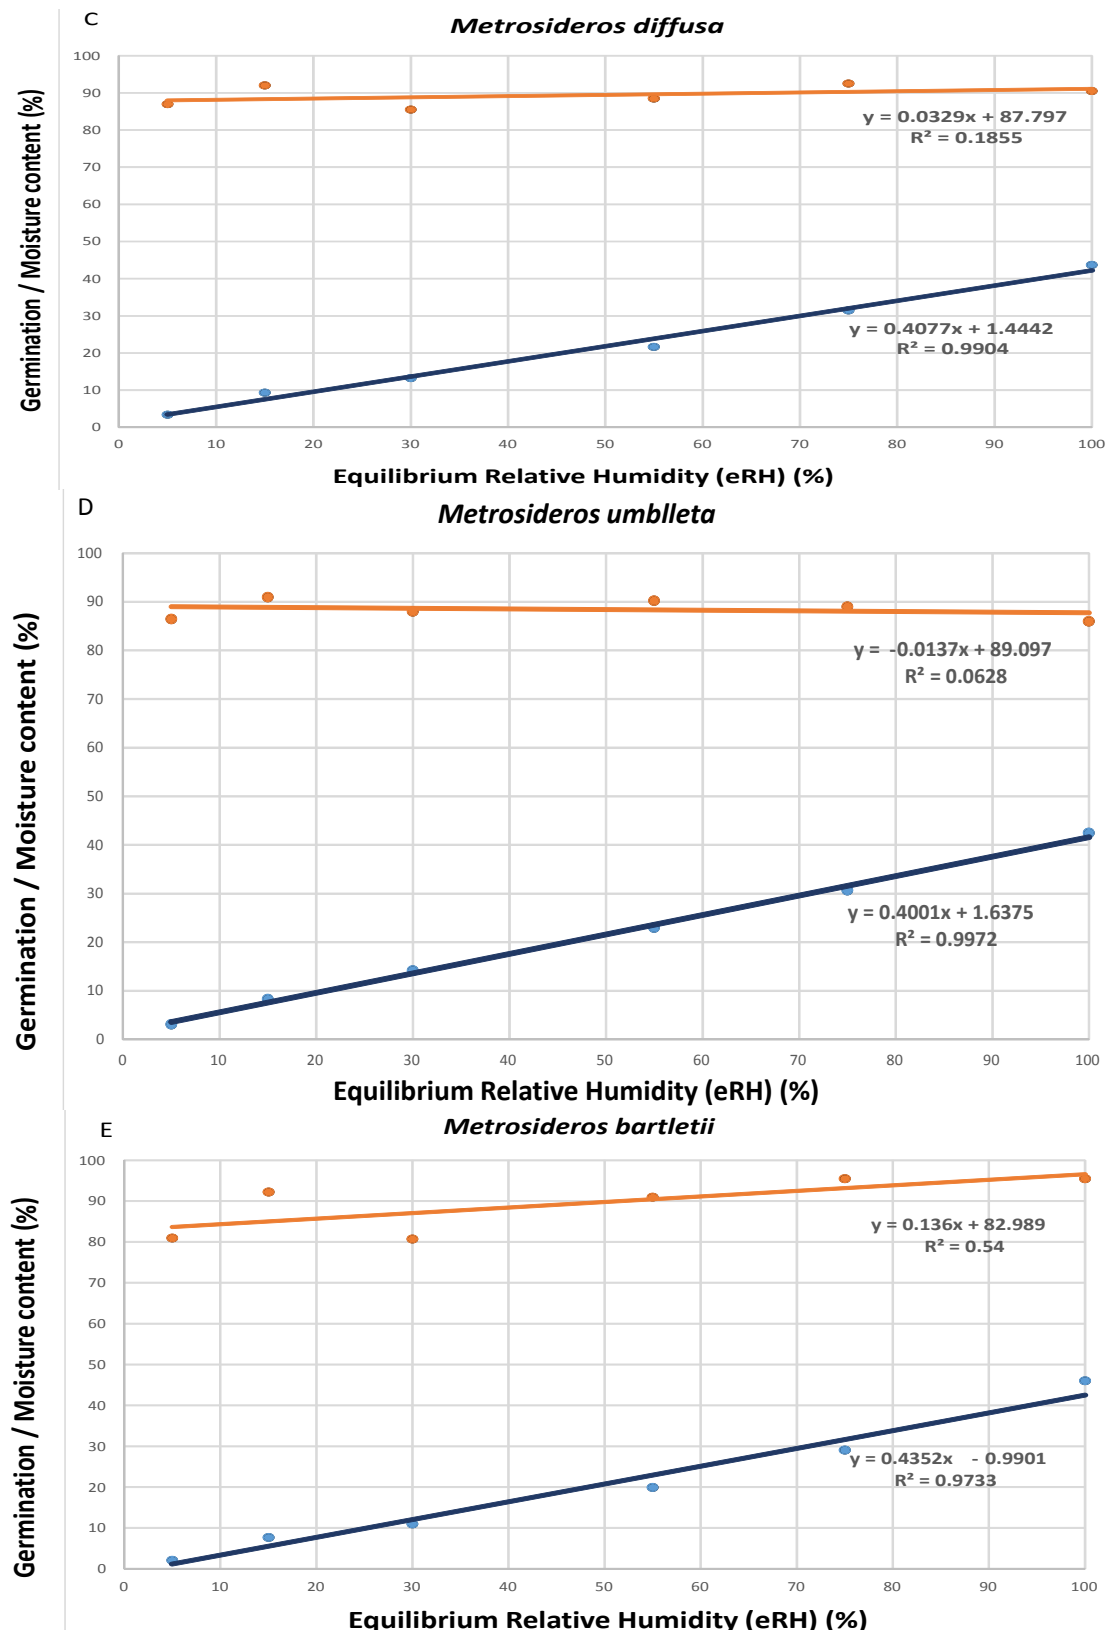 C
Metrosideros diffusa
Germination / Moisture content (%)
100
90
80
70
60
50
40
30
20
10
0
y = 0.0329x + 87.797
R² = 0.1855
y = 0.4077x + 1.4442
R² = 0.9904
0 10 20 30 40 50 60 70 80 90 100
Equilibrium Relative Humidity (eRH) (%)
D
Metrosideros umblleta
Germination / Moisture content (%)
100
90
80
70
60
50
40
30
20
10
0
y = -0.0137x + 89.097
R² = 0.0628
y = 0.4001x + 1.6375
R² = 0.9972
0 10 20 30 40 50 60 70 80 90 100
Equilibrium Relative Humidity (eRH) (%)
E
Metrosideros bartletii
Germination / Moisture content (%)
100
90
80
70
60
50
40
30
20
10
0
y = 0.136x + 82.989
R² = 0.54
y = 0.4352x - 0.9901
R² = 0.9733
0 10 20 30 40 50 60 70 80 90 100
Equilibrium Relative Humidity (eRH) (%)